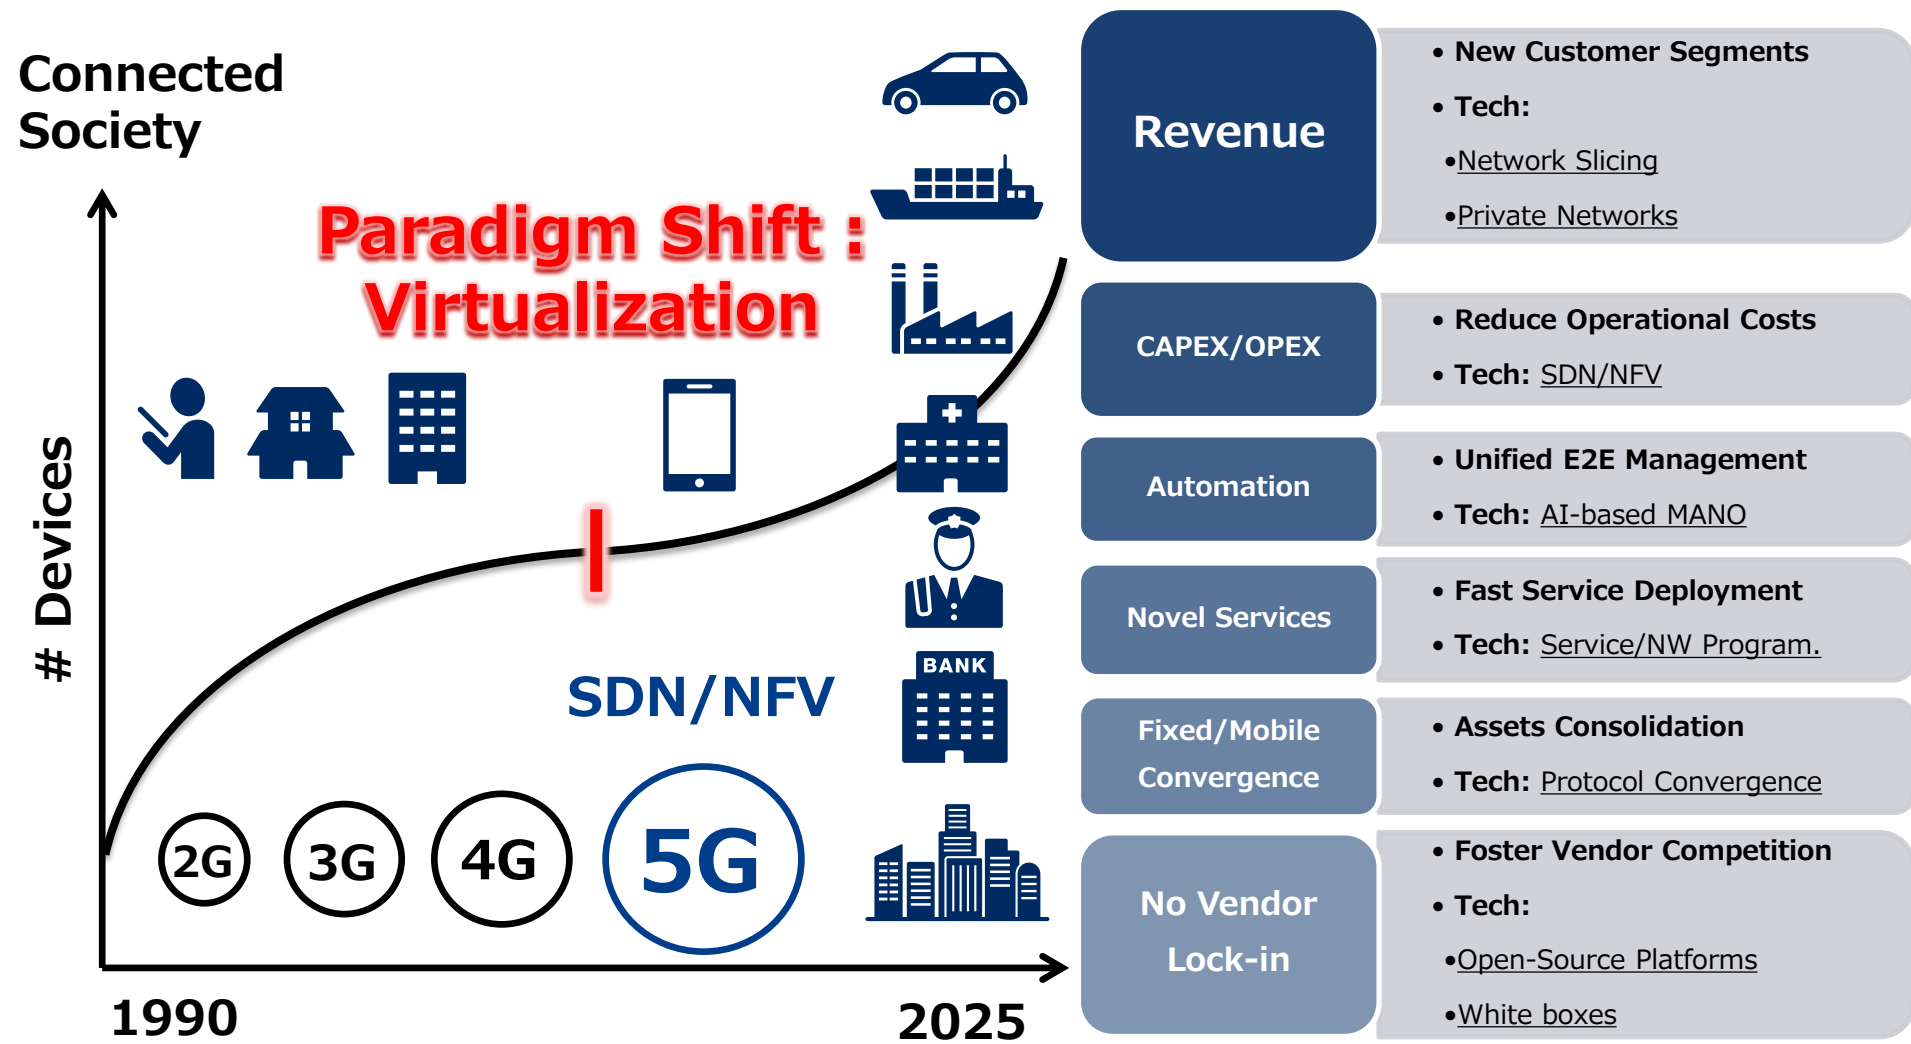 Connected
Society
Paradigm Shift :
Virtualization
# Devices
SDN/NFV
BANK
2G
3G
4G
5G
1990
2025
Revenue
• New Customer Segments
• Tech:
•Network Slicing
•Private Networks
CAPEX/OPEX
• Reduce Operational Costs
• Tech: SDN/NFV
Automation
• Unified E2E Management
• Tech: AI-based MANO
Novel Services
• Fast Service Deployment
• Tech: Service/NW Program.
Fixed/Mobile
Convergence
• Assets Consolidation
• Tech: Protocol Convergence
No Vendor
Lock-in
• Foster Vendor Competition
• Tech:
•Open-Source Platforms
•White boxes